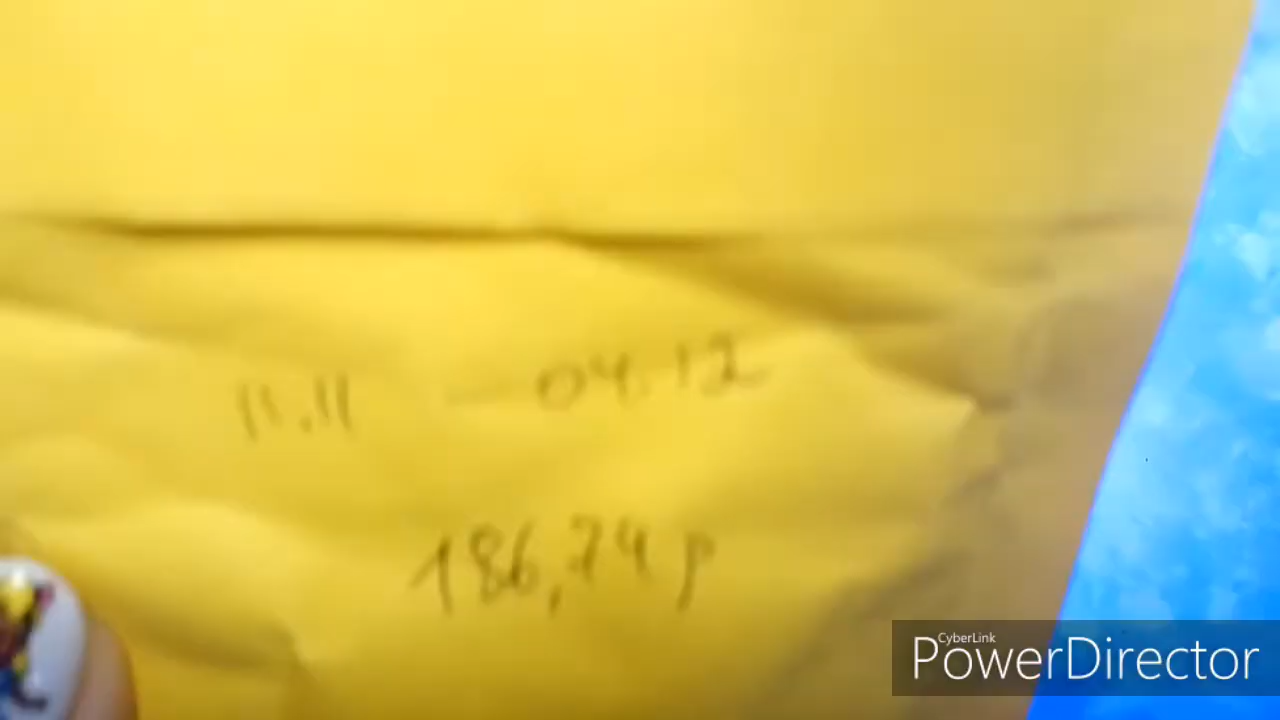 11.11 — 04.12
186,74 р
CyberLink
PowerDirector